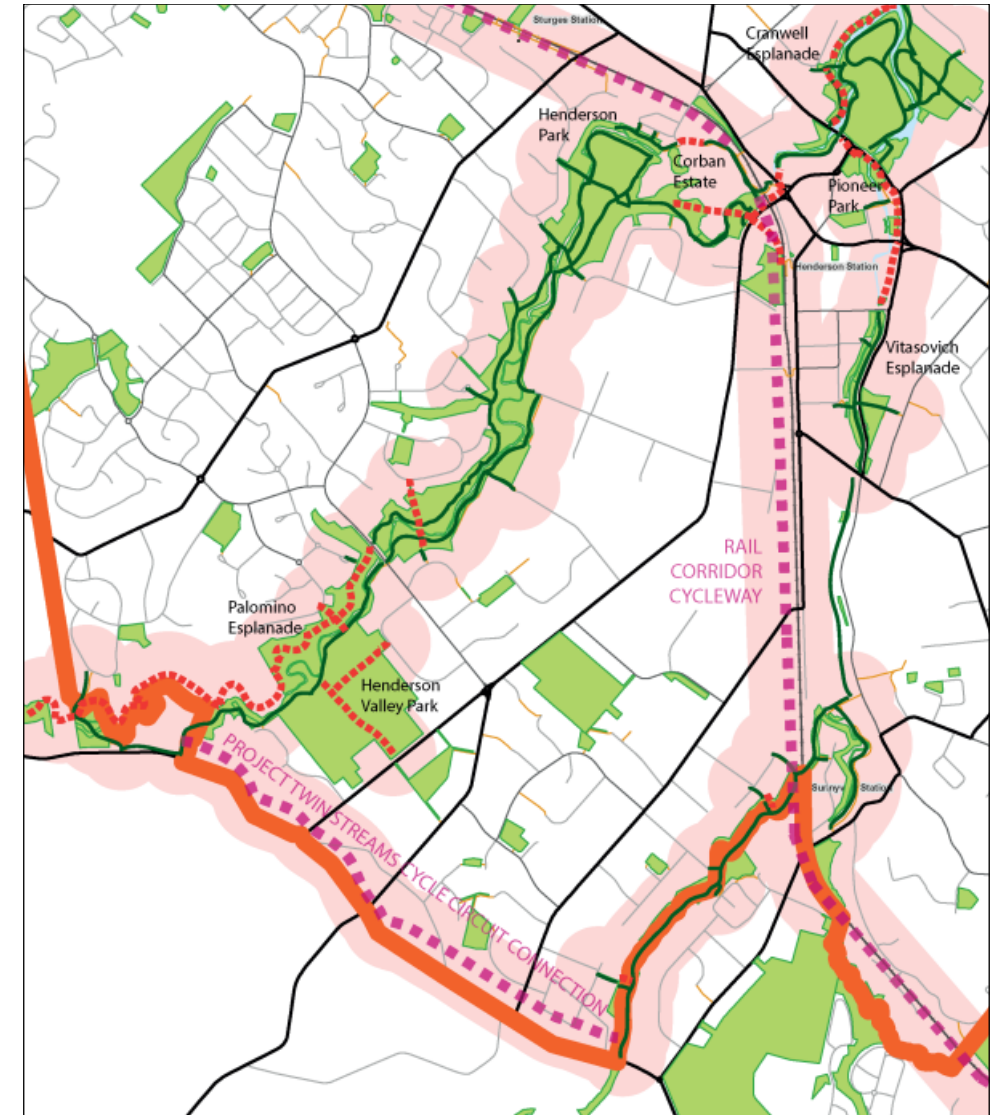 Sturges Station
Cranwell
Esplanade
Henderson
Park
Corban
Estate
Pioneer
Park
Henderson Station
Vitasovich
Esplanade
RAIL
CORRIDOR
CYCLEWAY
Palomino
Esplanade
Henderson
Valley Park
PROJECT TWIN STREAMS CYCLE CIRCUIT CONNECTION
Station